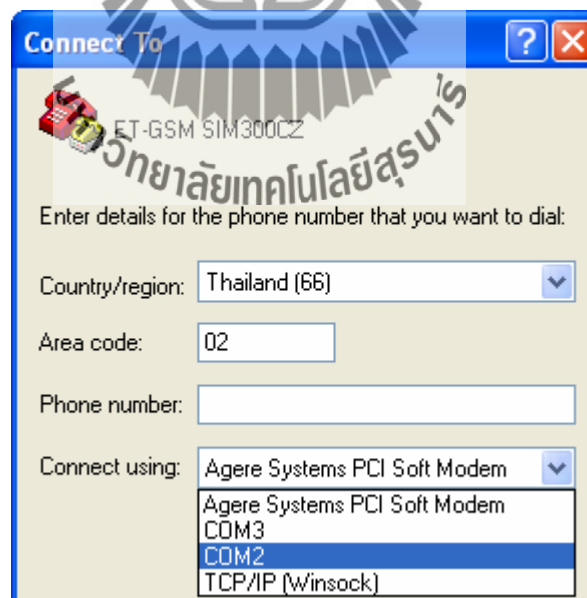 Connect To
ET-GSM SIM300CZ
วิทยาลัยเทคโนโลยีสุรนาร
Enter details for the phone number that you want to dial:
Country/region: Thailand (66)
Area code: 02
Phone number:
Connect using: Agere Systems PCI Soft Modem
Agere Systems PCI Soft Modem
COM3
COM2
TCP/IP (Winsock)